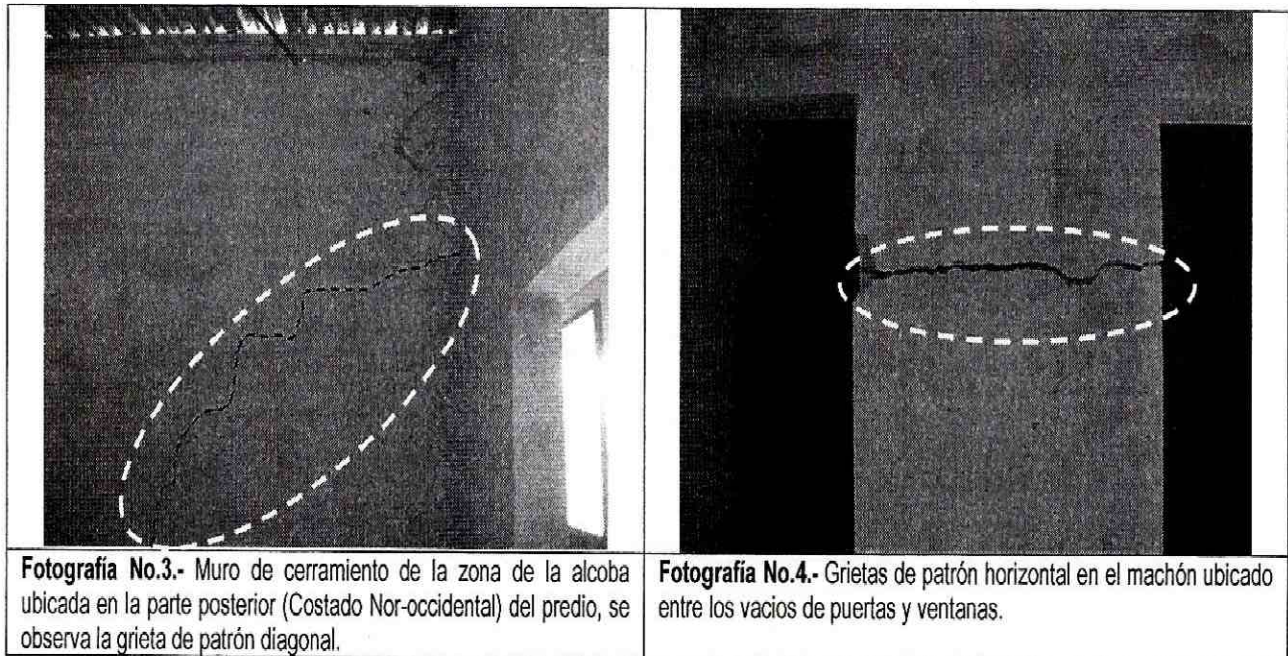 Fotografía No.3.- Muro de cerramiento de la zona de la alcoba
ubicada en la parte posterior (Costado Nor-occidental) del predio, se
observa la grieta de patrón diagonal.
Fotografía No.4.- Grietas de patrón horizontal en el machón ubicado
entre los vacios de puertas y ventanas.